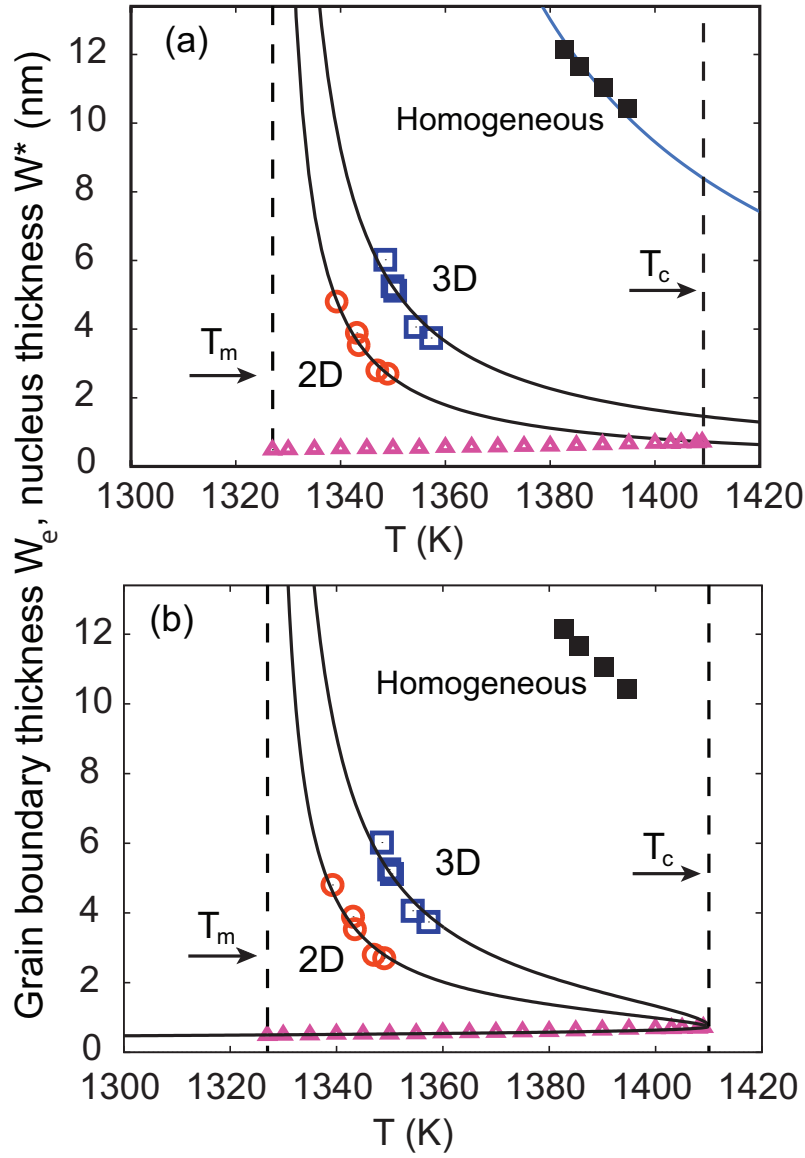 Grain boundary thickness W_e, nucleus thickness W* (nm)
(a)
12
10
8
6
4
2
0
Homogeneous
3D
T_c
T_m
2D
1300 1320 1340 1360 1380 1400 1420
T (K)
(b)
12
10
8
6
4
2
0
Homogeneous
3D
T_c
T_m
2D
1300 1320 1340 1360 1380 1400 1420
T (K)